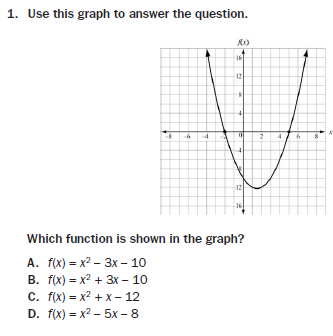 1. Use this graph to answer the question.
f(x)
16
12
8
4
-8 -6 -4 0 2 4 6 8 x
-4
12
-16
Which function is shown in the graph?
A. f(x) = x² – 3x – 10
B. f(x) = x² + 3x – 10
C. f(x) = x² + x – 12
D. f(x) = x² – 5x – 8